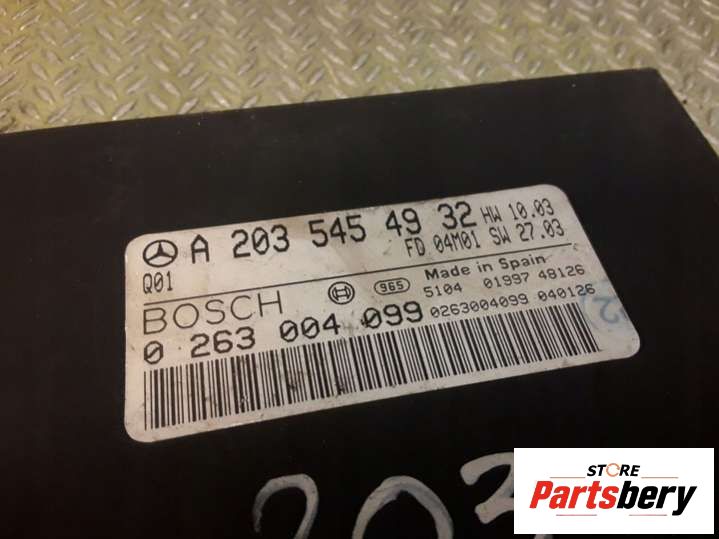 A 203 545 49 32 HW 10.03
Q01 FD 04M01 SW 27.03
BOSCH 965 Made in Spain
5104 01997 48126
0 263 004 099 0263004099 040126
203
STORE
Partsbery